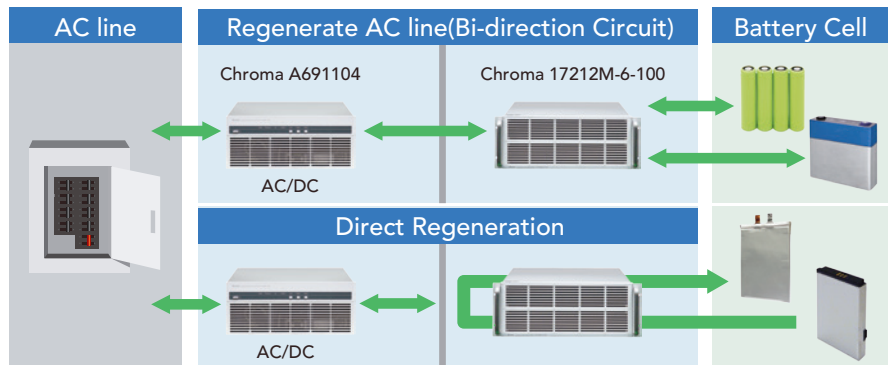 AC line
Regenerate AC line(Bi-direction Circuit)
Battery Cell
Chroma A691104
Chroma 17212M-6-100
AC/DC
Direct Regeneration
AC/DC